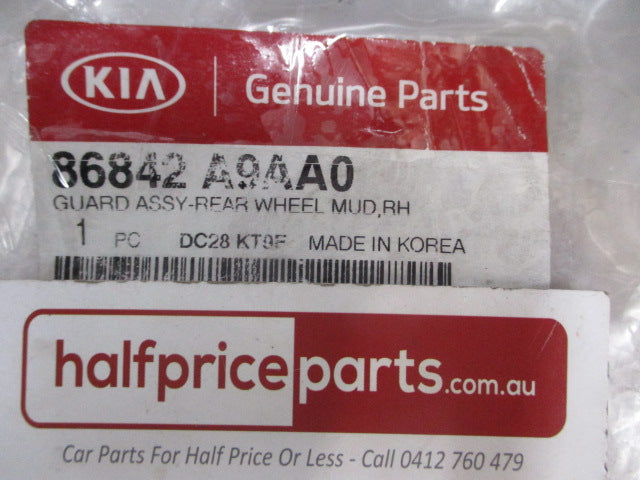 KIA Genuine Parts
86842 A9AA0
GUARD ASSY-REAR WHEEL MUD,RH
1 PC DC28 MADE IN KOREA
halfpriceparts.com.au
Car Parts For Half Price Or Less - Call 0412 760 479